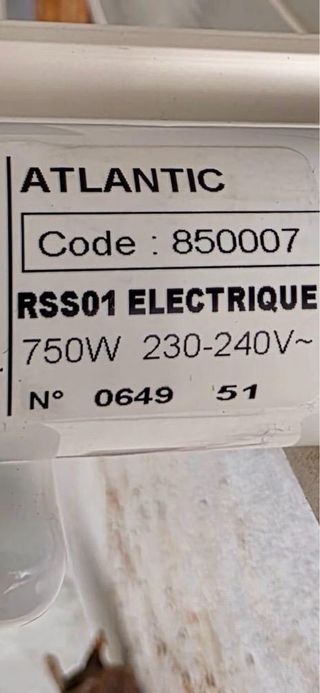 ATLANTIC
Code : 850007
RSS01 ELECTRIQUE
750W 230-240V~
N° 0649 51